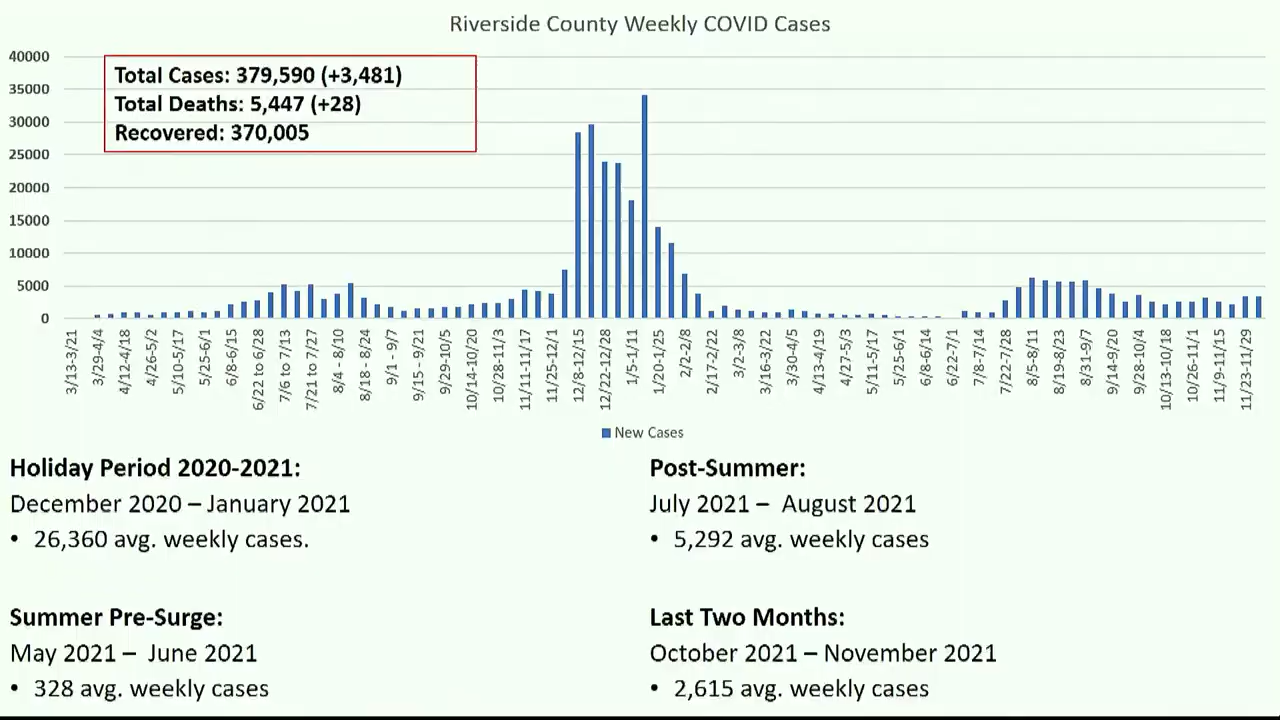 Riverside County Weekly COVID Cases
40000
35000
30000
25000
20000
15000
10000
5000
0
Total Cases: 379,590 (+3,481)
Total Deaths: 5,447 (+28)
Recovered: 370,005
3/13-3/21
3/29-4/4
4/12-4/18
4/26-5/2
5/10-5/17
5/25-6/1
6/8-6/15
6/22 to 6/28
7/6 to 7/13
7/21 to 7/27
8/4 - 8/10
8/18 - 8/24
9/1 - 9/7
9/15 - 9/21
9/29-10/5
10/14-10/20
10/28-11/3
11/11-11/17
11/25-12/1
12/8-12/15
12/22-12/28
1/5-1/11
1/20-1/25
2/2-2/8
2/17-2/22
3/2-3/8
3/16-3/22
3/30-4/5
4/13-4/19
4/27-5/3
5/11-5/17
5/25-6/1
6/8-6/14
6/22-7/1
7/8-7/14
7/22-7/28
8/5-8/11
8/19-8/23
8/31-9/7
9/14-9/20
9/28-10/4
10/13-10/18
10/26-11/1
11/9-11/15
11/23-11/29
New Cases
Holiday Period 2020-2021:
December 2020 – January 2021
• 26,360 avg. weekly cases.
Summer Pre-Surge:
May 2021 – June 2021
• 328 avg. weekly cases
Post-Summer:
July 2021 – August 2021
• 5,292 avg. weekly cases
Last Two Months:
October 2021 – November 2021
• 2,615 avg. weekly cases